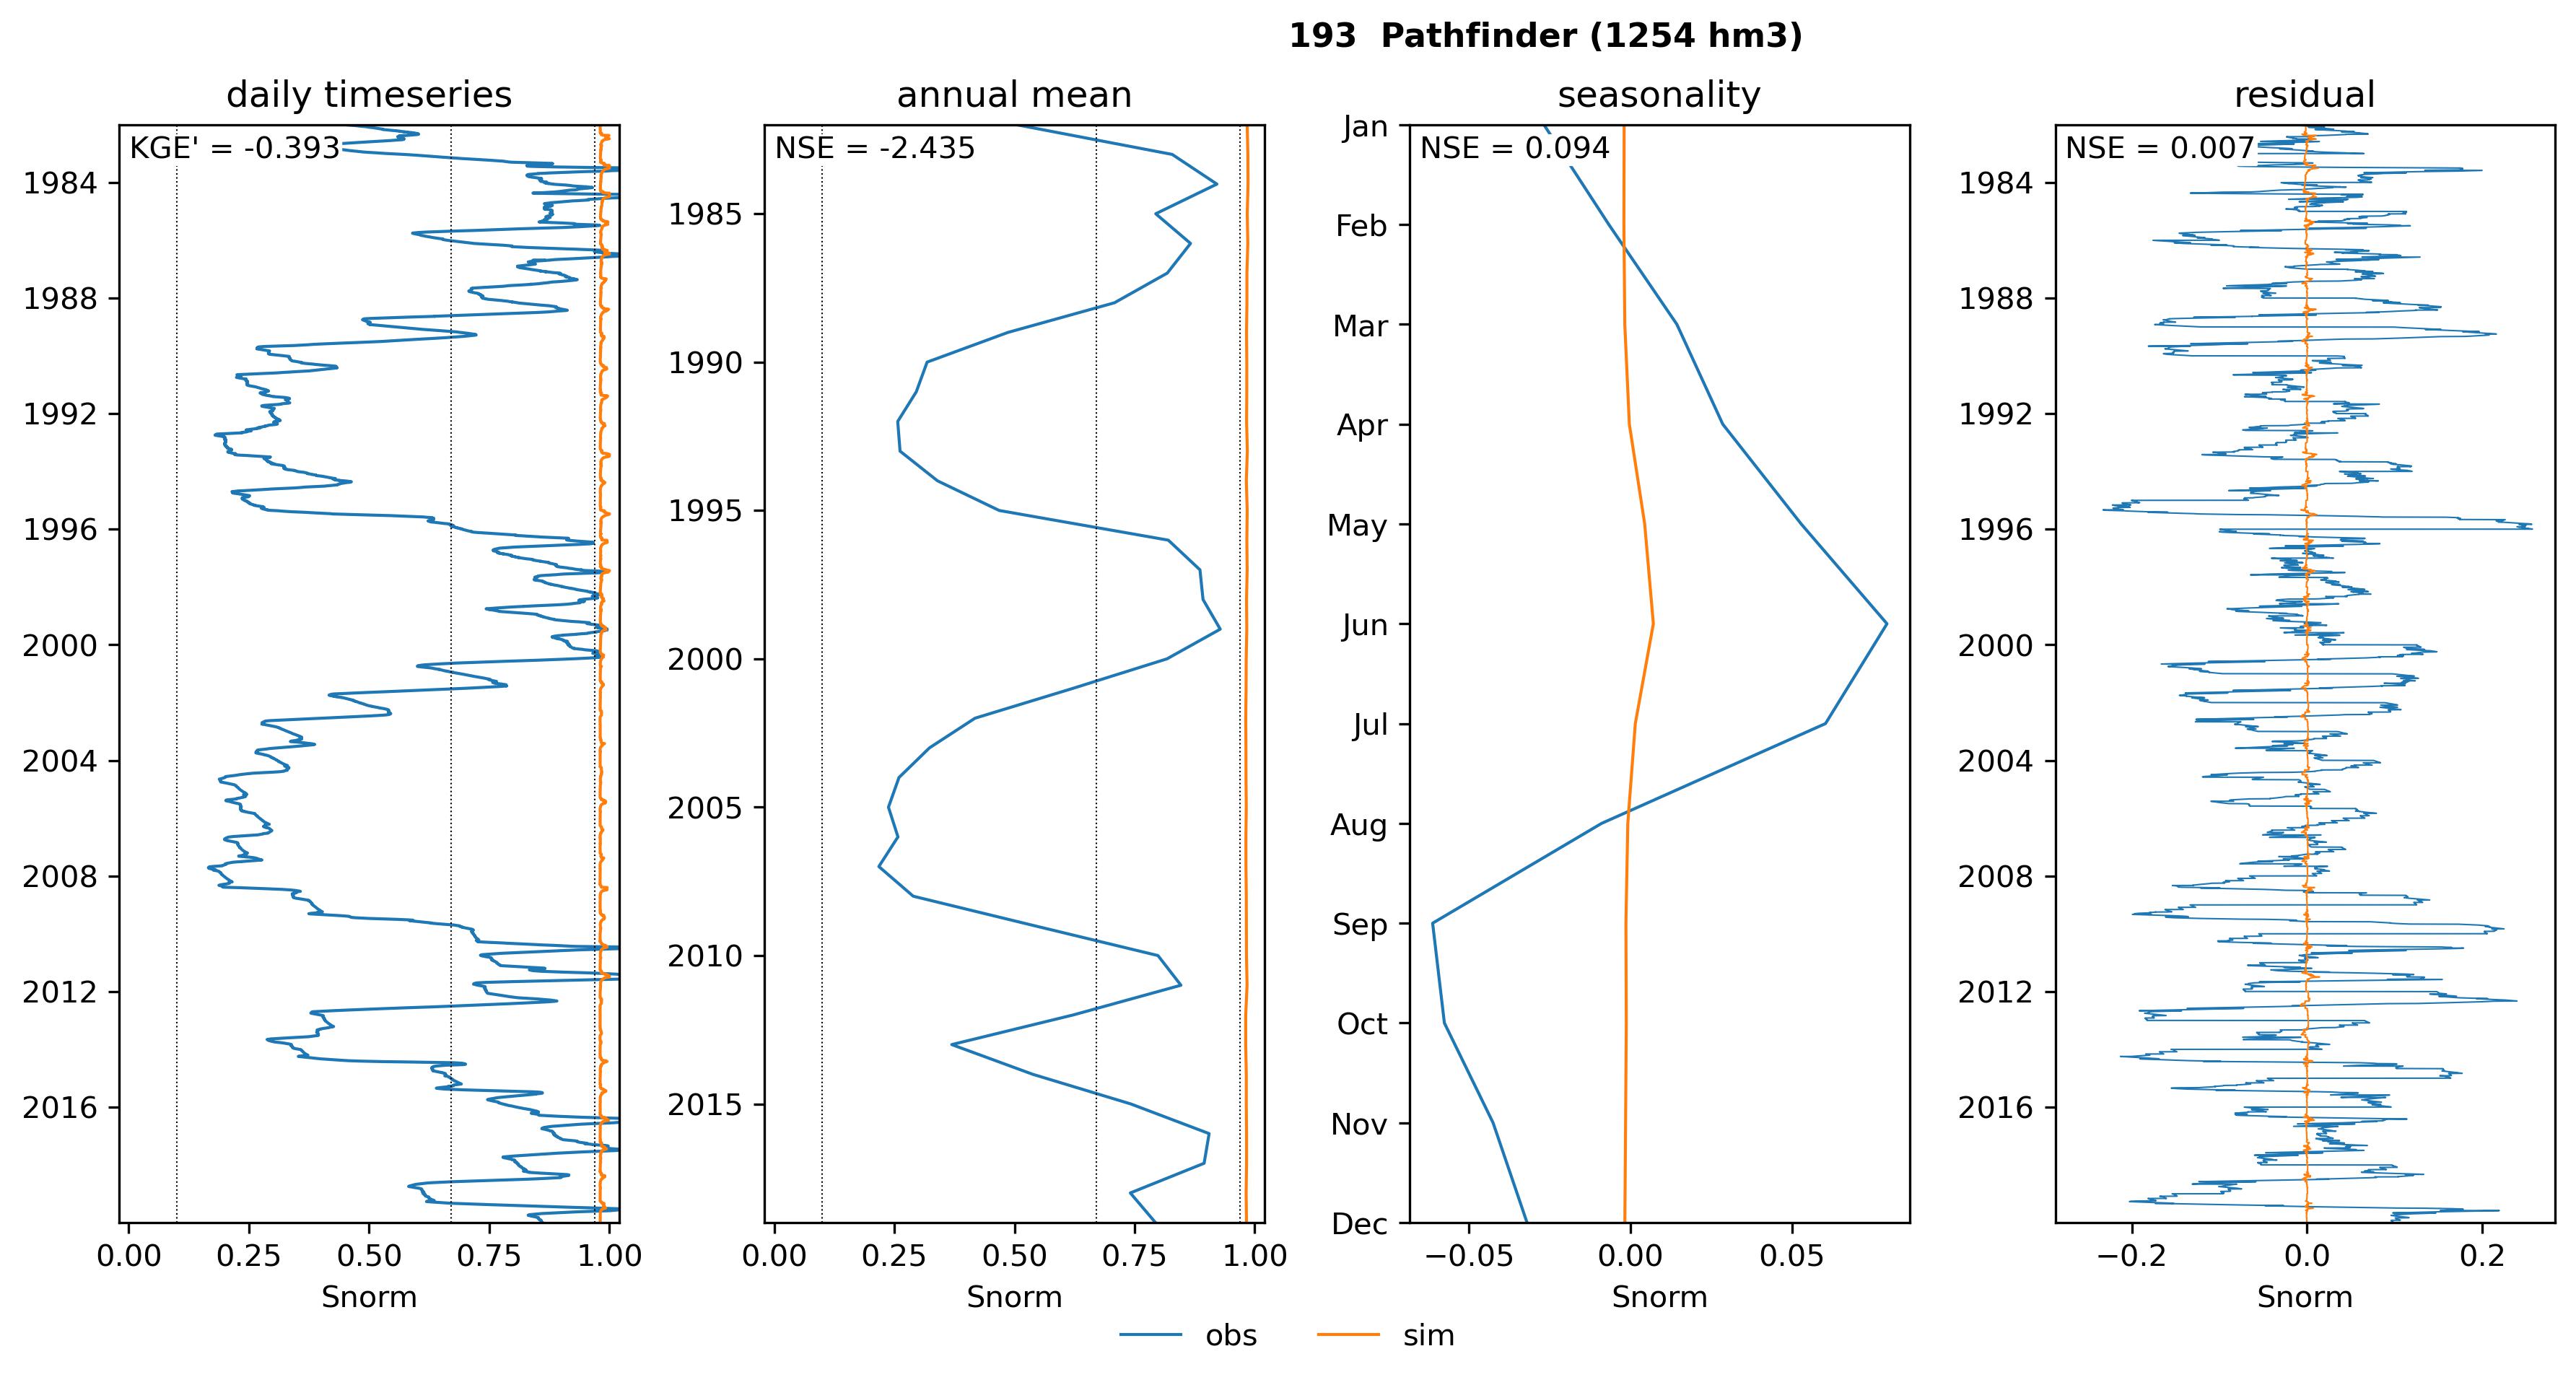 193  Pathfinder (1254 hm3)
daily timeseries
KGE' = -0.393
1984
1988
1992
1996
2000
2004
2008
2012
2016
0.00 0.25 0.50 0.75 1.00
Snorm
annual mean
NSE = -2.435
1985
1990
1995
2000
2005
2010
2015
0.00 0.25 0.50 0.75 1.00
Snorm
seasonality
NSE = 0.094
Jan
Feb
Mar
Apr
May
Jun
Jul
Aug
Sep
Oct
Nov
Dec
−0.05 0.00 0.05
Snorm
residual
NSE = 0.007
1984
1988
1992
1996
2000
2004
2008
2012
2016
−0.2 0.0 0.2
Snorm
obs sim